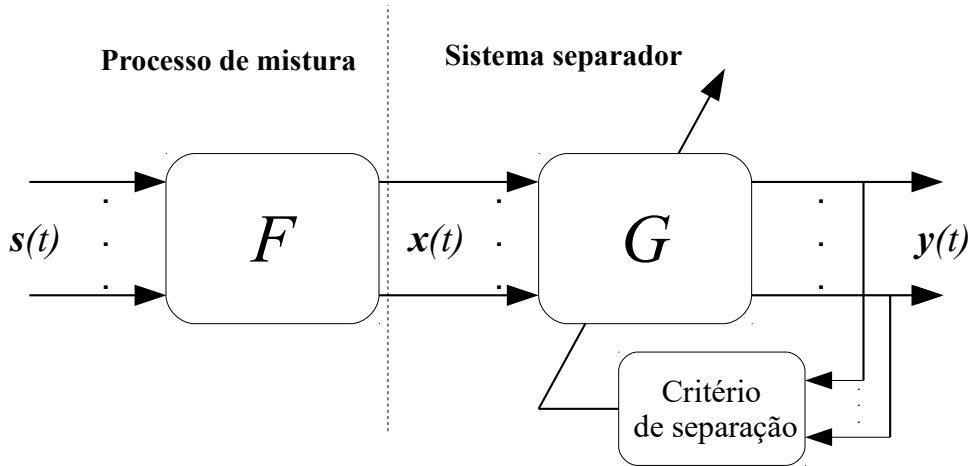 Processo de mistura
Sistema separador
s(t)
F
x(t)
G
y(t)
Critério
de separação